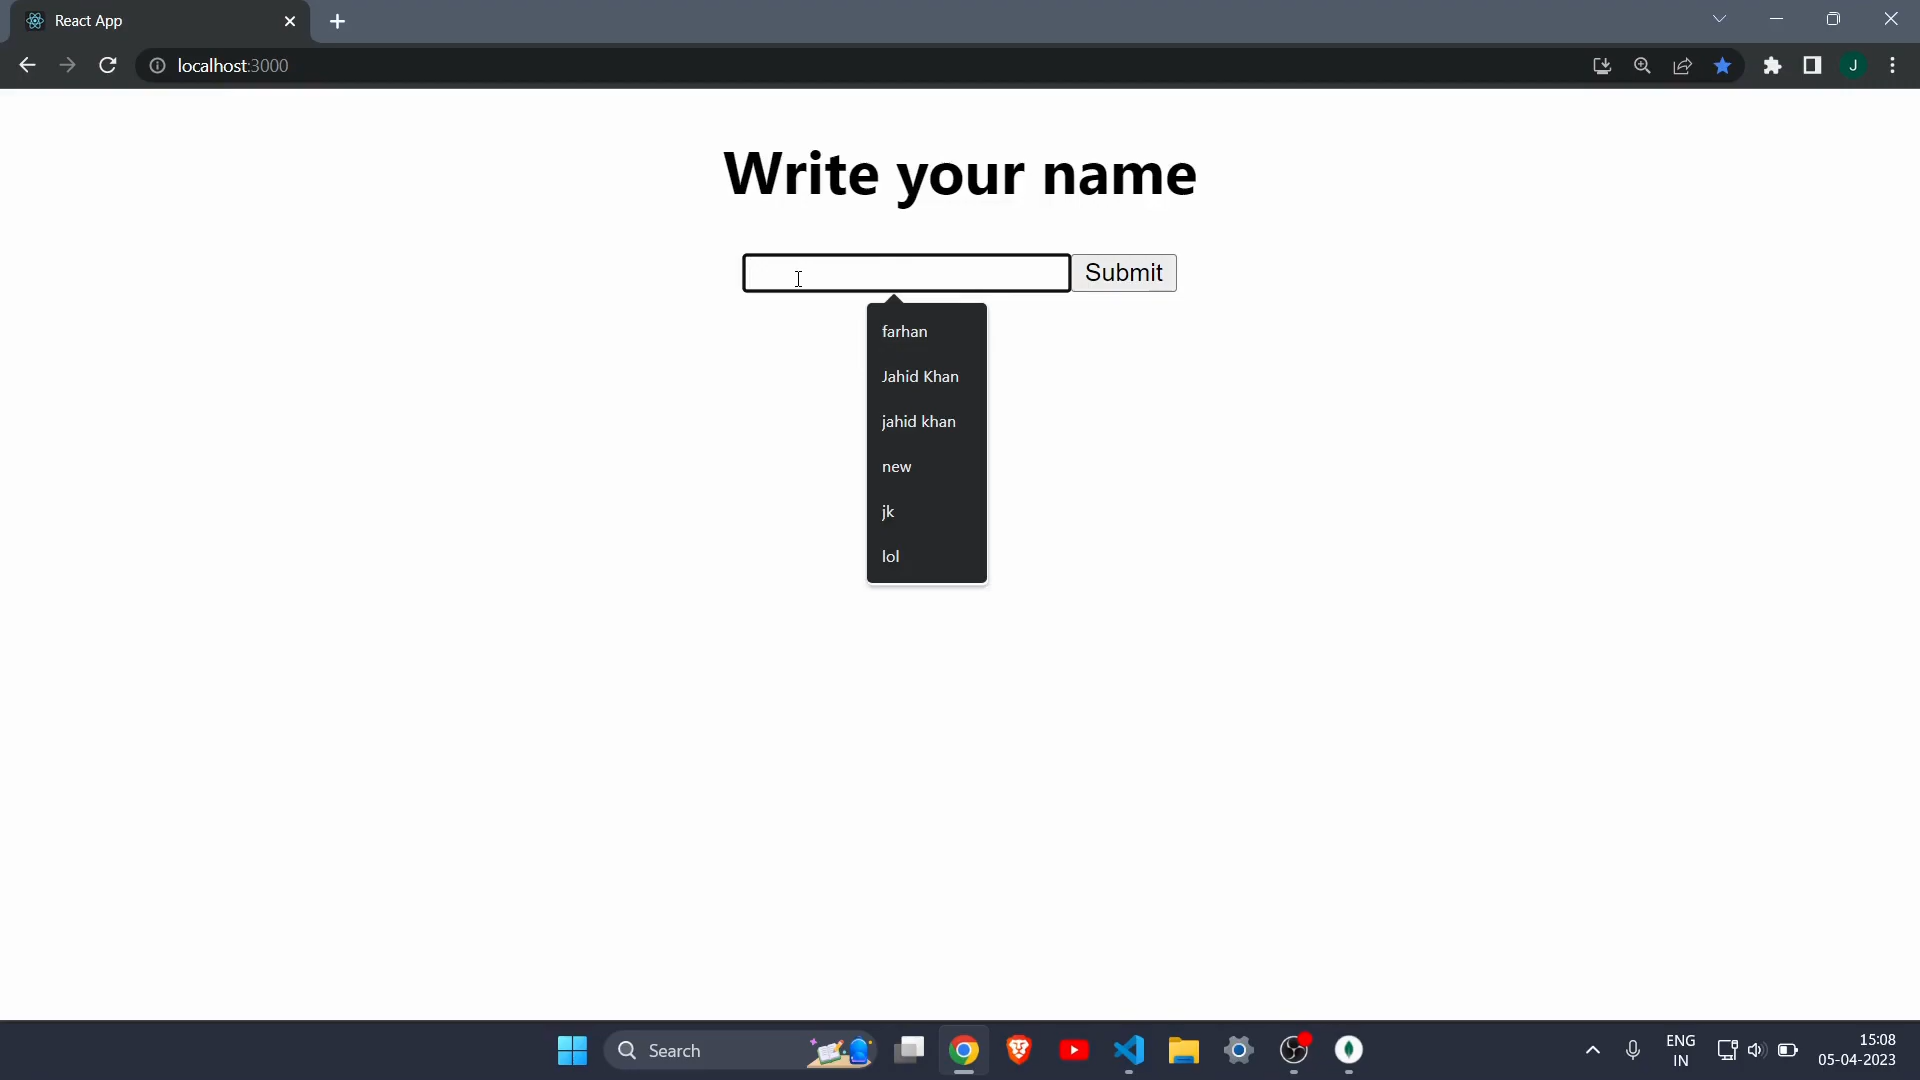 React App
localhost:3000
J
Write your name
Submit
farhan
Jahid Khan
jahid khan
new
jk
lol
Search
ENG
IN
15:08
05-04-2023